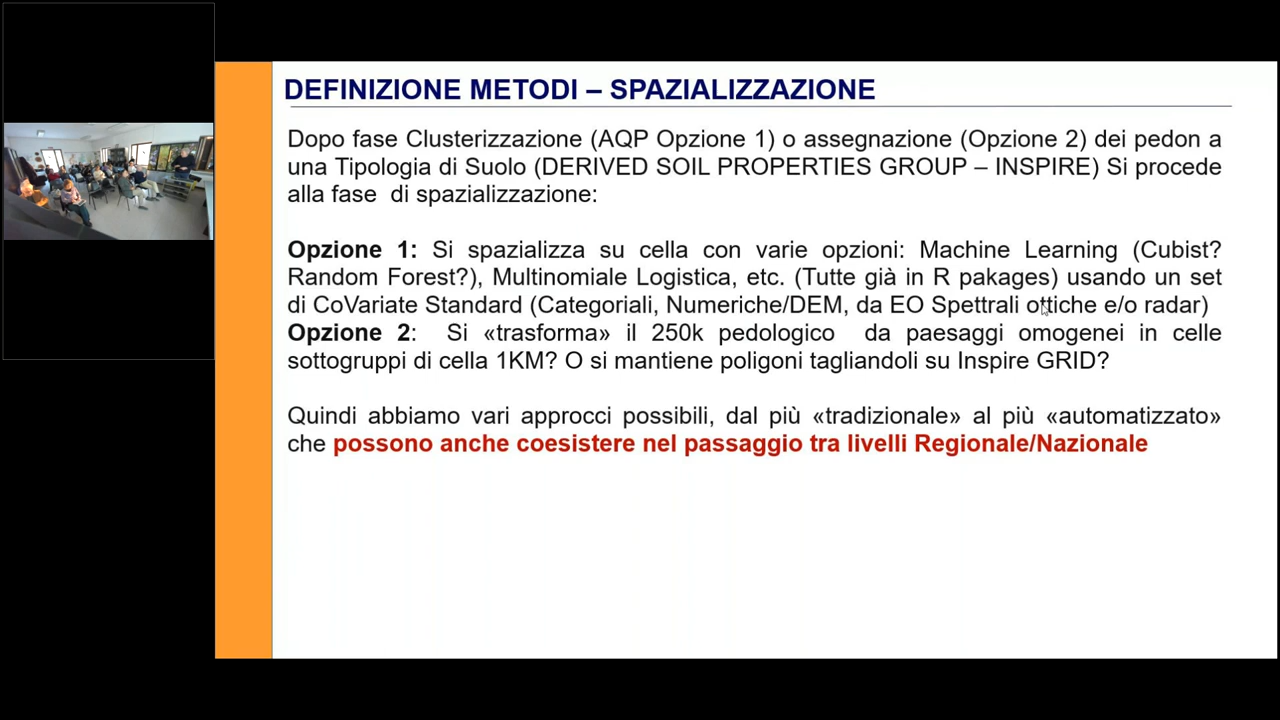 DEFINIZIONE METODI – SPAZIALIZZAZIONE
Dopo fase Clusterizzazione (AQP Opzione 1) o assegnazione (Opzione 2) dei pedon a
una Tipologia di Suolo (DERIVED SOIL PROPERTIES GROUP – INSPIRE) Si procede
alla fase di spazializzazione:
Opzione 1: Si spazializza su cella con varie opzioni: Machine Learning (Cubist?
Random Forest?), Multinomiale Logistica, etc. (Tutte già in R pakages) usando un set
di CoVariate Standard (Categoriali, Numeriche/DEM, da EO Spettrali ottiche e/o radar)
Opzione 2: Si «trasforma» il 250k pedologico da paesaggi omogenei in celle
sottogruppi di cella 1KM? O si mantiene poligoni tagliandoli su Inspire GRID?
Quindi abbiamo vari approcci possibili, dal più «tradizionale» al più «automatizzato»
che possono anche coesistere nel passaggio tra livelli Regionale/Nazionale